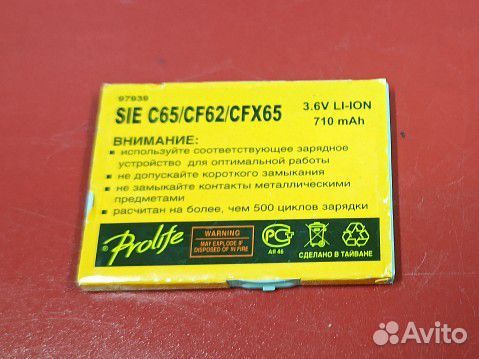 97939
SIE C65/CF62/CFX65
3.6V LI-ION
710 mAh
ВНИМАНИЕ:
• используйте соответствующее зарядное
устройство для оптимальной работы
• не допускайте короткого замыкания
• не замыкайте контакты металлическими
предметами
• расчитан на более, чем 500 циклов зарядки
Prolife
WARNING
MAY EXPLODE IF
DISPOSED OF IN FIRE
АЯ 46
СДЕЛАНО В ТАЙВАНЕ
Avito